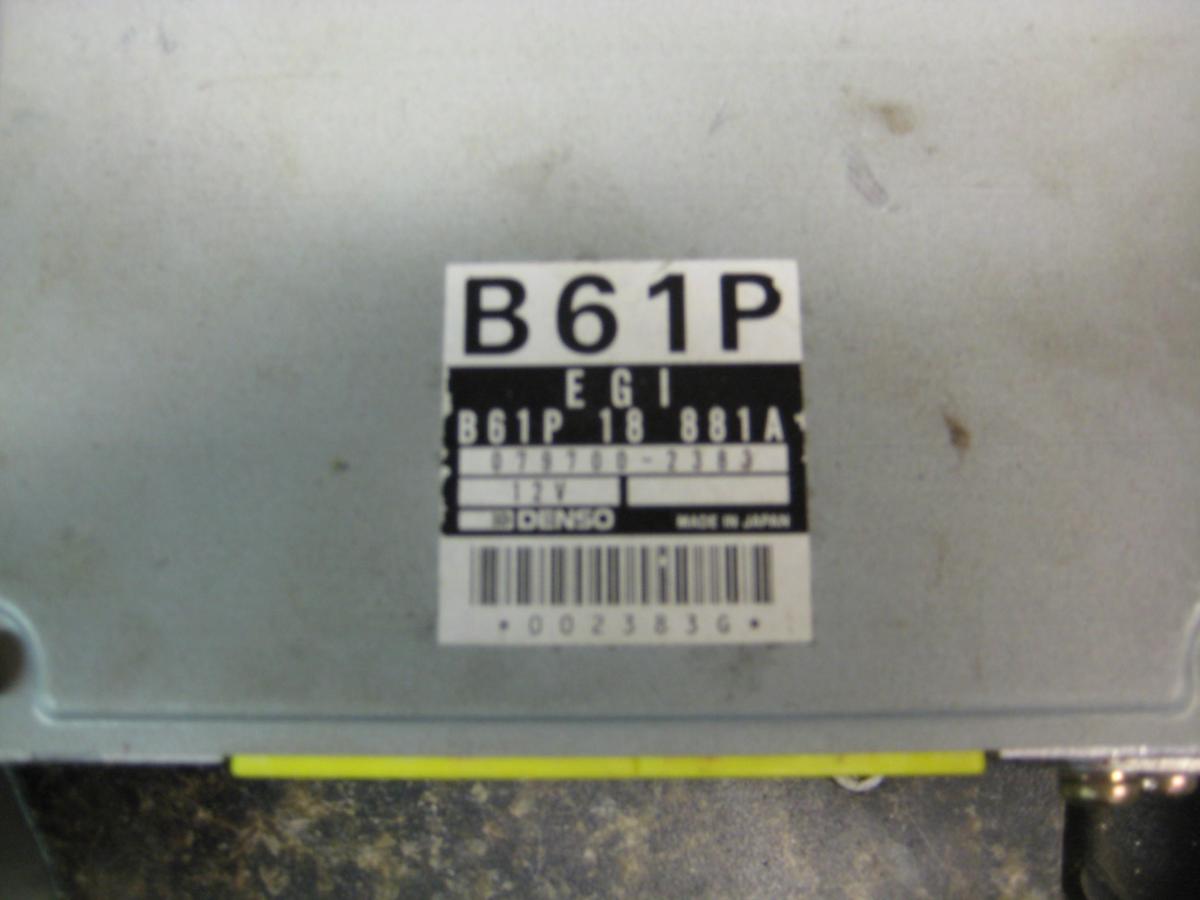 B61P
EGI
B61P 18 881A
079700-2383
12V
DENSO MADE IN JAPAN
•002383G•